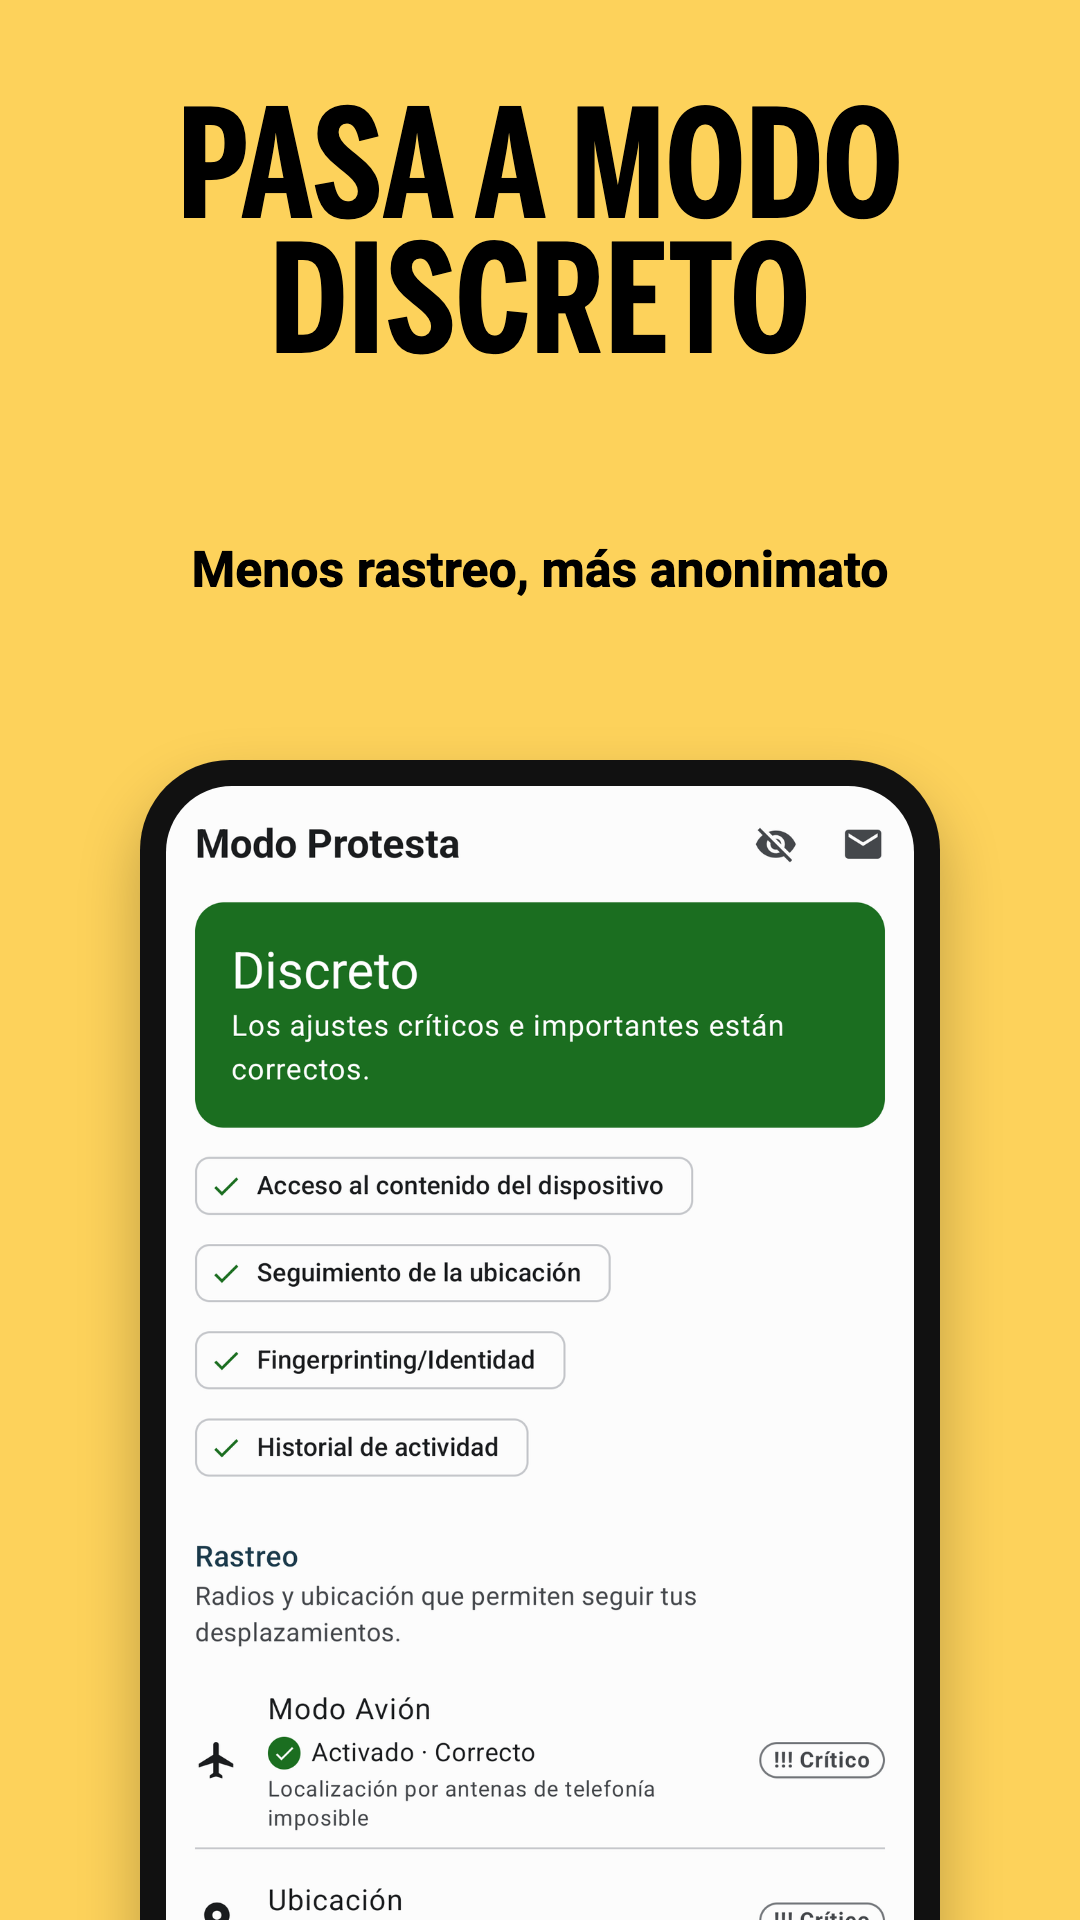 PASA A MODO
DISCRETO
Menos rastreo, más anonimato
Modo Protesta
Discreto
Los ajustes críticos e importantes están
correctos.
Acceso al contenido del dispositivo
Seguimiento de la ubicación
Fingerprinting/Identidad
Historial de actividad
Rastreo
Radios y ubicación que permiten seguir tus
desplazamientos.
Modo Avión
Activado · Correcto
!!! Crítico
Localización por antenas de telefonía
imposible
Ubicación
!!! Crítico